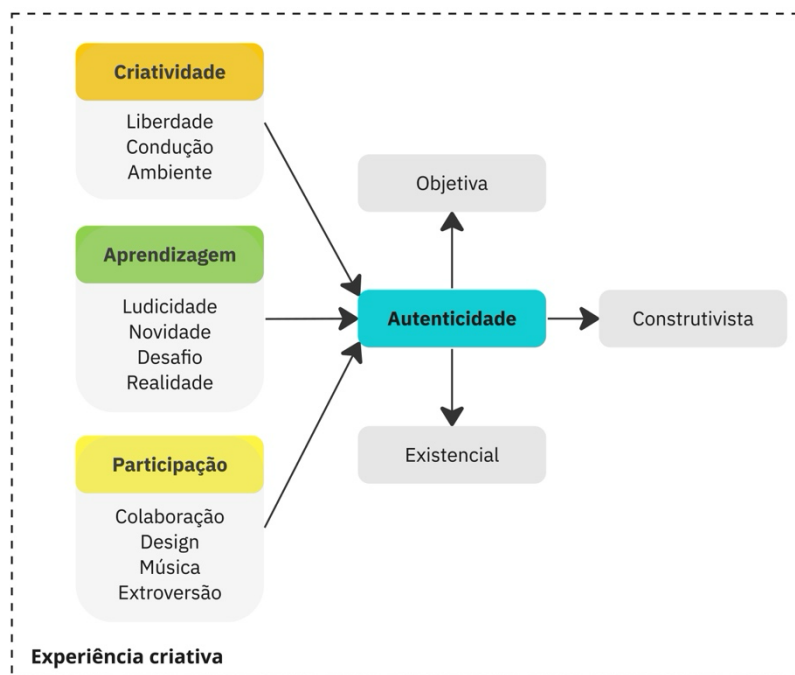 Criatividade
Liberdade
Condução
Ambiente
Aprendizagem
Ludicidade
Novidade
Desafio
Realidade
Participação
Colaboração
Design
Música
Extroversão
Objetiva
Autenticidade
Construtivista
Existencial
Experiência criativa